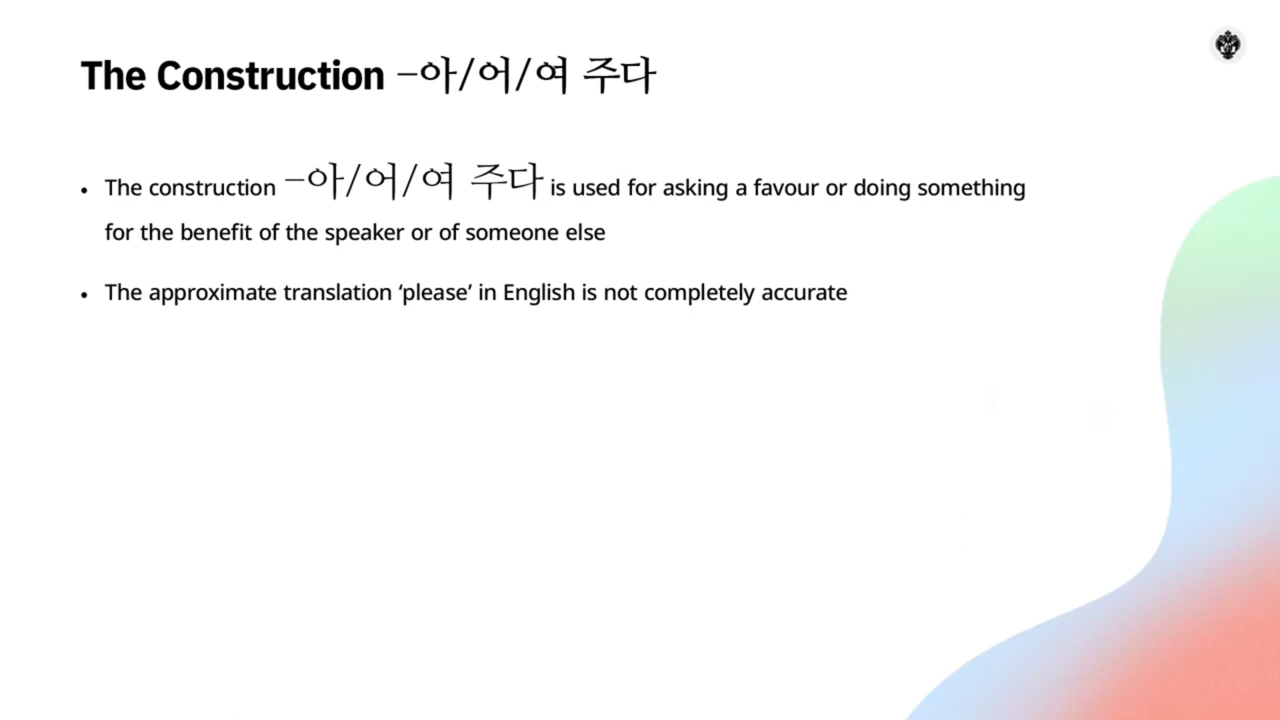 The Construction –아/어/여 주다
• The construction –아/어/여 주다 is used for asking a favour or doing something
for the benefit of the speaker or of someone else
• The approximate translation ‘please’ in English is not completely accurate